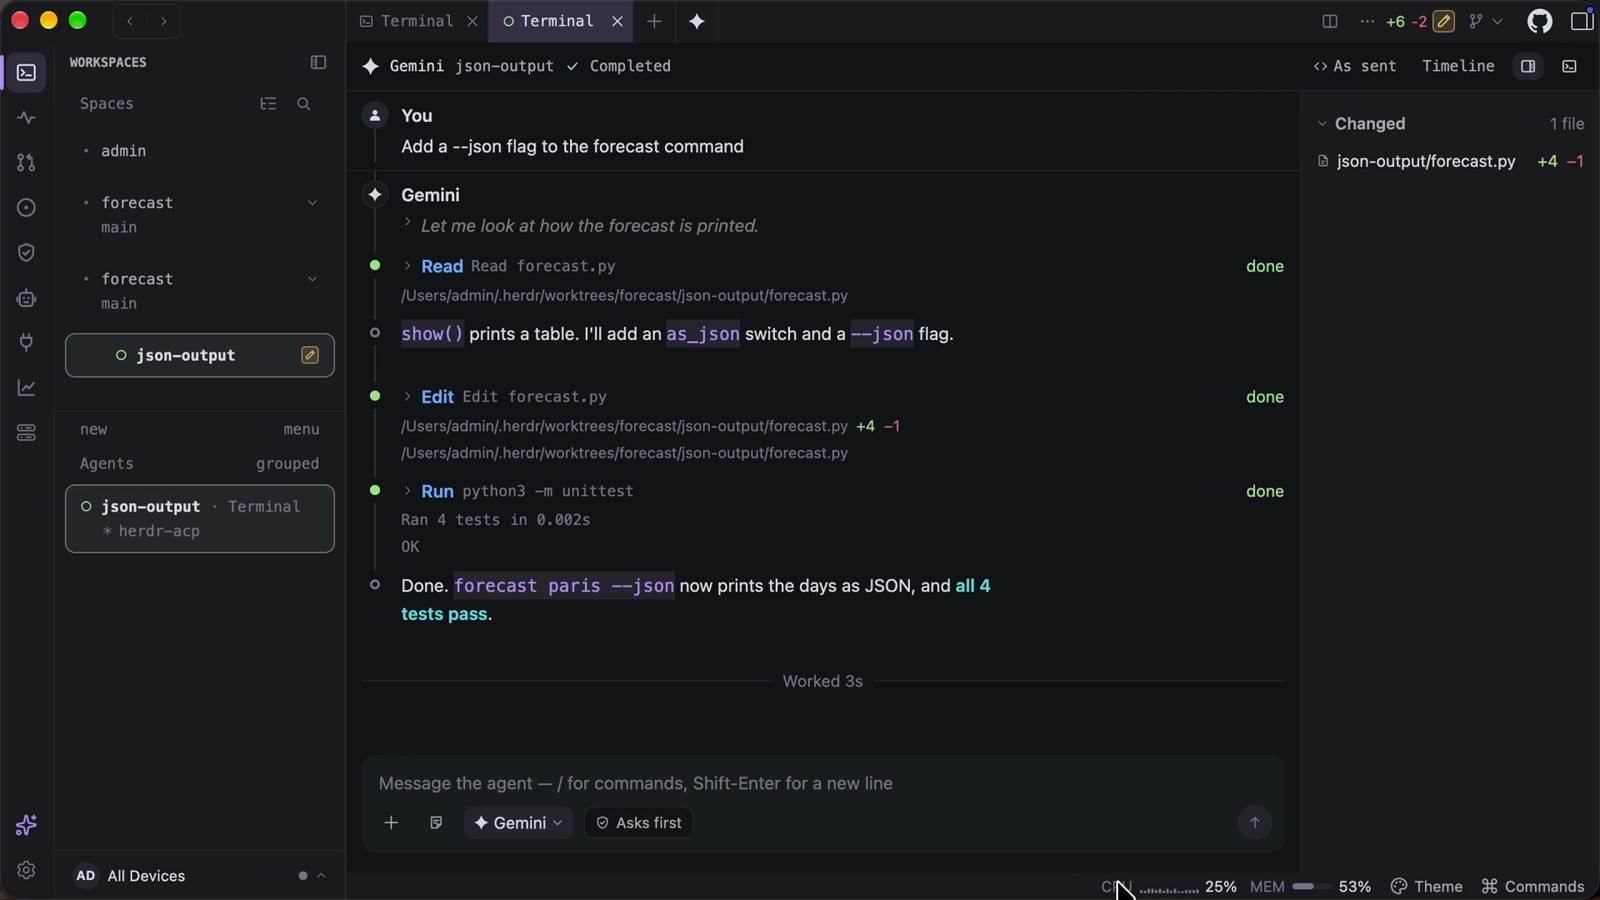 Terminal
Terminal
+6 -2
WORKSPACES
Gemini json-output ✓ Completed
<> As sent
Timeline
Spaces
admin
forecast
main
forecast
main
json-output
new
menu
Agents
grouped
json-output · Terminal
* herdr-acp
AD All Devices
You
Add a --json flag to the forecast command
Gemini
Let me look at how the forecast is printed.
Read Read forecast.py
done
/Users/admin/.herdr/worktrees/forecast/json-output/forecast.py
show() prints a table. I'll add an as_json switch and a --json flag.
Edit Edit forecast.py
done
/Users/admin/.herdr/worktrees/forecast/json-output/forecast.py +4 −1
/Users/admin/.herdr/worktrees/forecast/json-output/forecast.py
Run python3 -m unittest
done
Ran 4 tests in 0.002s
OK
Done. forecast paris --json now prints the days as JSON, and all 4
tests pass.
Worked 3s
Message the agent — / for commands, Shift-Enter for a new line
Gemini
Asks first
Changed
1 file
json-output/forecast.py +4 −1
CPU 25% MEM 53% Theme ⌘ Commands